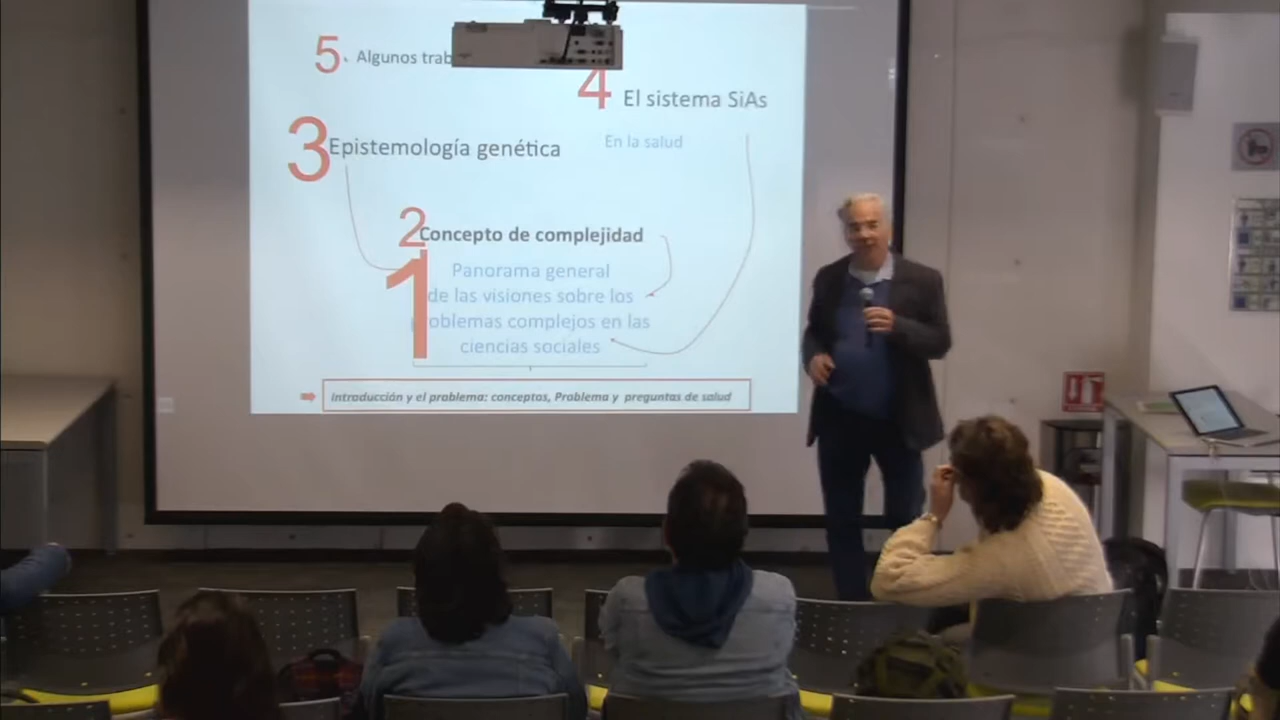 5. Algunos
4 El sistema SiAs
En la salud
3 Epistemología genética
2 Concepto de complejidad
1 Panorama general
de las visiones sobre los
problemas complejos en las
ciencias sociales
Introducción y el problema: conceptos, Problema y preguntas de salud